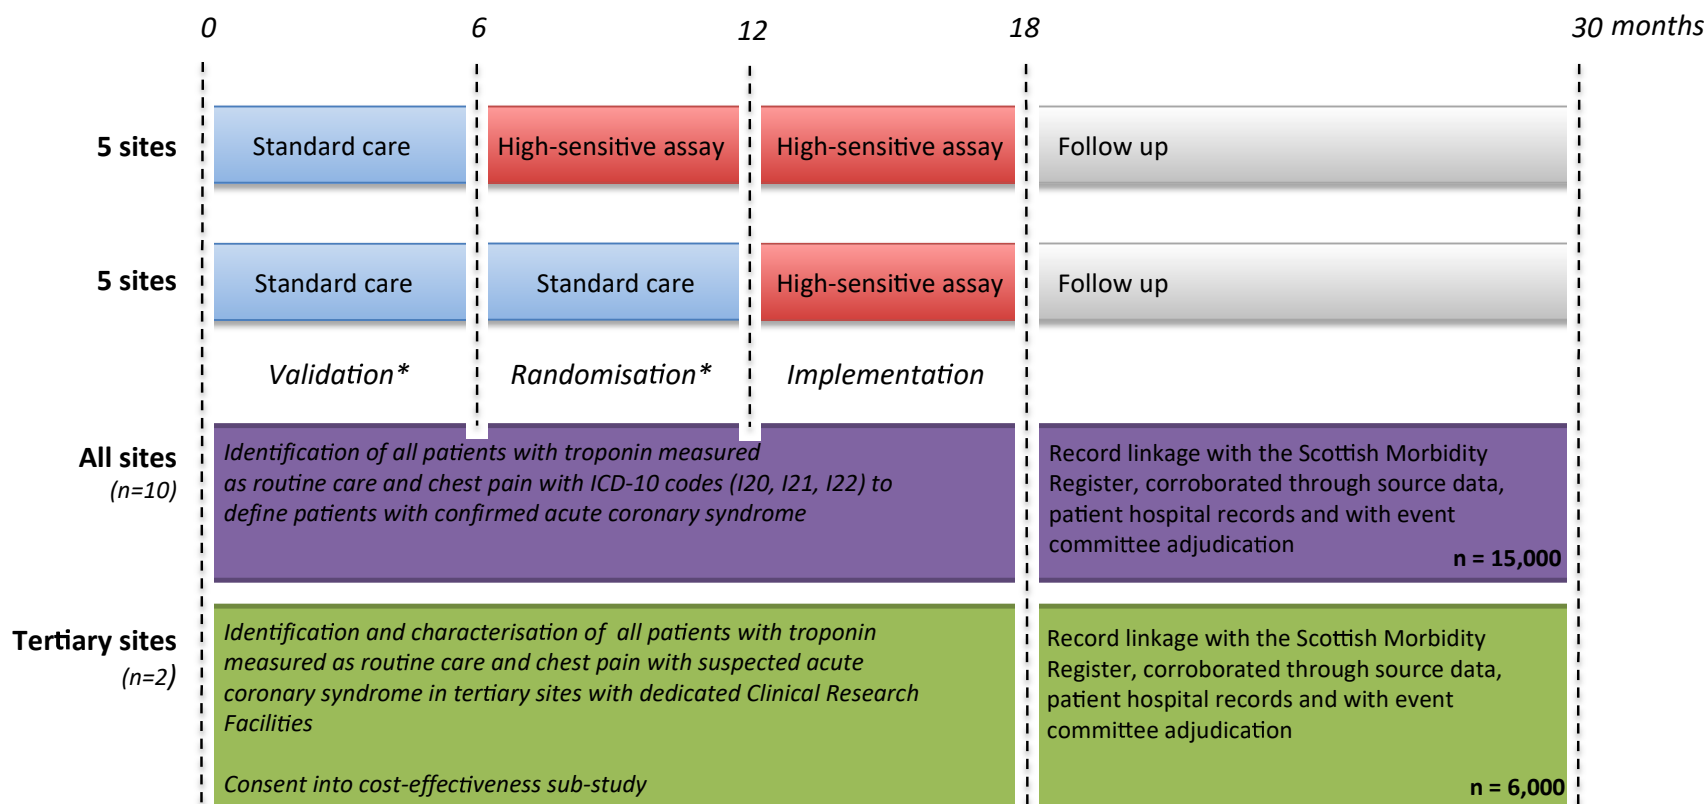 0 6 12 18 30 months
5 sites Standard care High-sensitive assay High-sensitive assay Follow up
5 sites Standard care Standard care High-sensitive assay Follow up
Validation* Randomisation* Implementation
All sites
(n=10)
Identification of all patients with troponin measured
as routine care and chest pain with ICD-10 codes (I20, I21, I22) to
define patients with confirmed acute coronary syndrome
Record linkage with the Scottish Morbidity
Register, corroborated through source data,
patient hospital records and with event
committee adjudication
n = 15,000
Tertiary sites
(n=2)
Identification and characterisation of all patients with troponin
measured as routine care and chest pain with suspected acute
coronary syndrome in tertiary sites with dedicated Clinical Research
Facilities
Consent into cost-effectiveness sub-study
Record linkage with the Scottish Morbidity
Register, corroborated through source data,
patient hospital records and with event
committee adjudication
n = 6,000